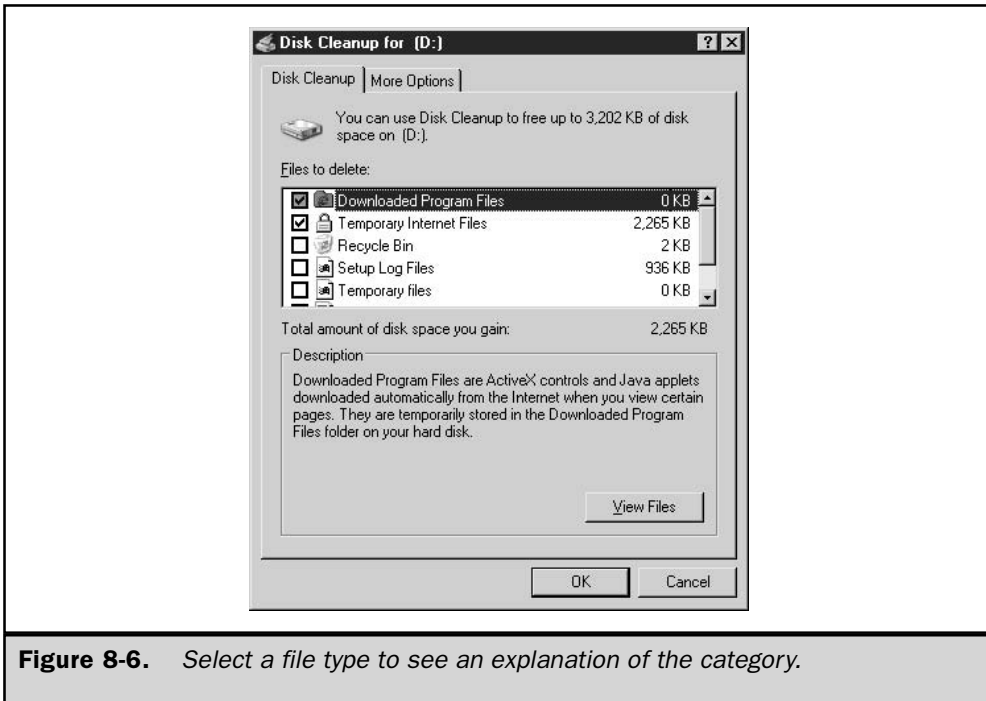 Disk Cleanup for (D:)
Disk Cleanup
More Options
You can use Disk Cleanup to free up to 3,202 KB of disk
space on (D:).
Files to delete:
Downloaded Program Files 0 KB
Temporary Internet Files 2,265 KB
Recycle Bin 2 KB
Setup Log Files 936 KB
Temporary files 0 KB
Total amount of disk space you gain: 2,265 KB
Description
Downloaded Program Files are ActiveX controls and Java applets
downloaded automatically from the Internet when you view certain
pages. They are temporarily stored in the Downloaded Program
Files folder on your hard disk.
View Files
OK Cancel
Figure 8-6. Select a file type to see an explanation of the category.